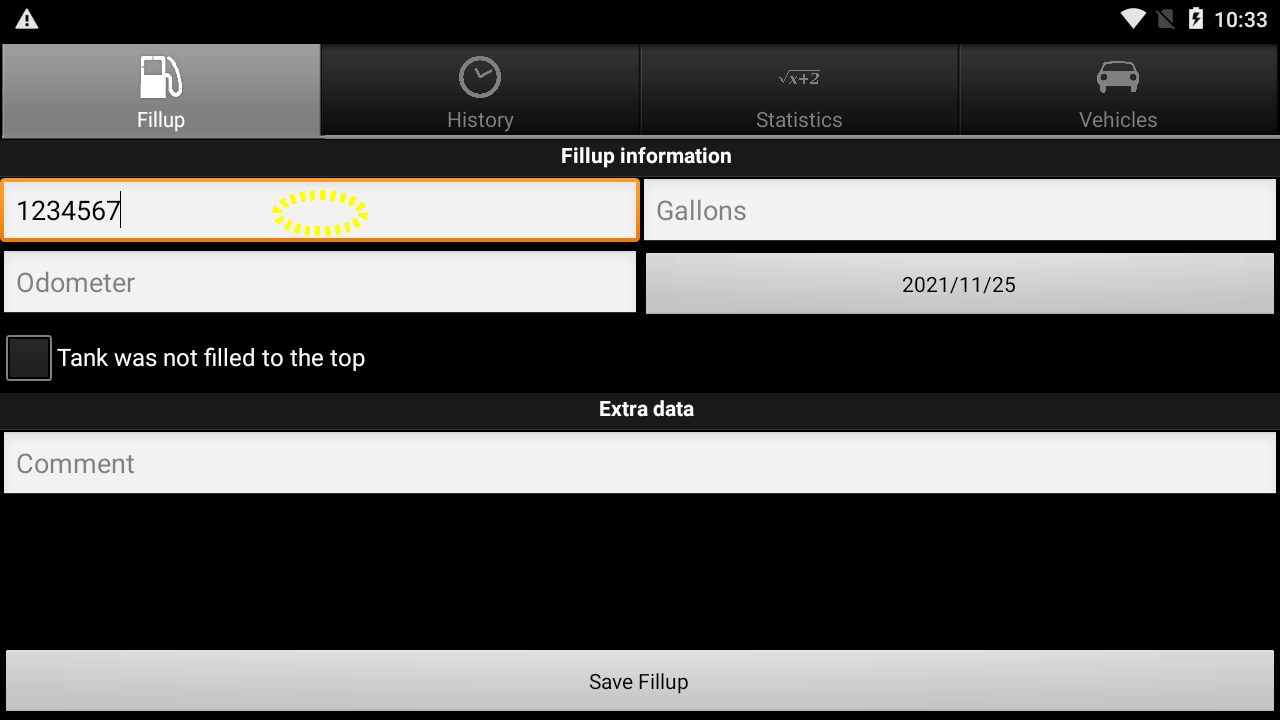 10:33
Fillup
History
√x+2
Statistics
Vehicles
Fillup information
1234567
Gallons
Odometer
2021/11/25
Tank was not filled to the top
Extra data
Comment
Save Fillup